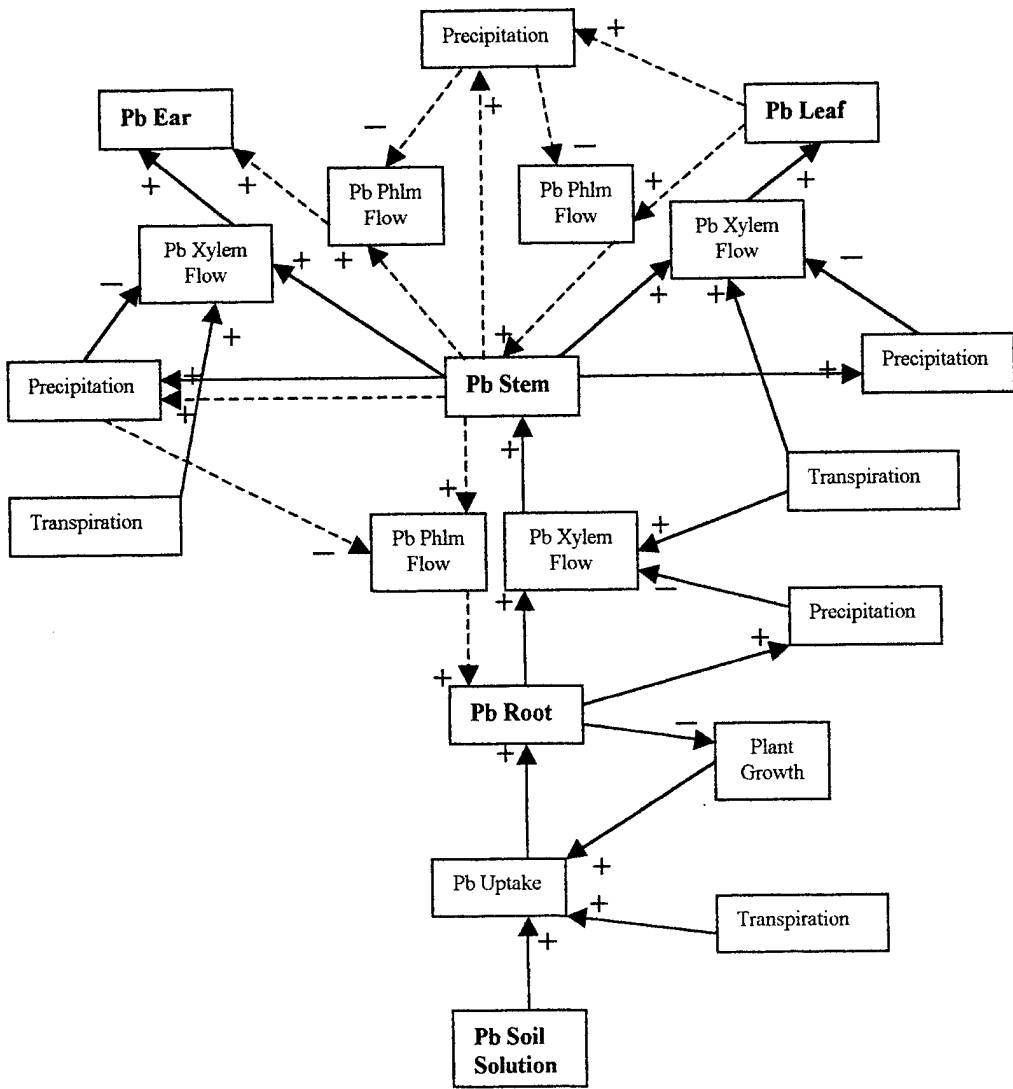 Precipitation
+
+
Pb Ear
Pb Leaf
−
−
Pb Phlm
Flow
Pb Phlm
Flow
+
+
+
+
Pb Xylem
Flow
Pb Xylem
Flow
+
+
−
−
+
+
+
+
Precipitation
+
Pb Stem
+
Precipitation
+
+
Transpiration
Transpiration
+
+
−
Pb Phlm
Flow
Pb Xylem
Flow
−
+
Precipitation
+
+
Pb Root
−
+
Plant
Growth
+
Pb Uptake
+
Transpiration
+
Pb Soil
Solution